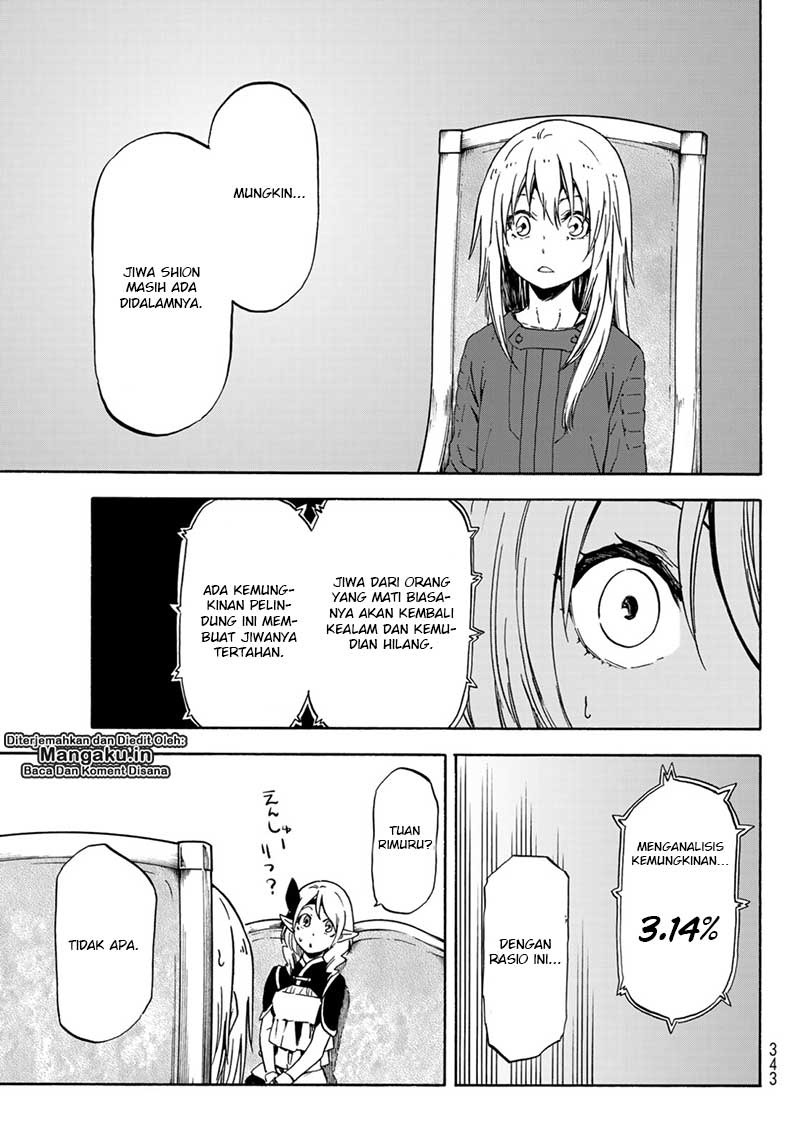 MUNGKIN...
JIWA SHION
MASIH ADA
DIDALAMNYA.
JIWA DARI ORANG
YANG MATI BIASA-
NYA AKAN KEMBALI
KEALAM DAN KEMU-
DIAN HILANG.
ADA KEMUNG-
KINAN PELIN-
DUNG INI MEM-
BUAT JIWANYA
TERTAHAN.
Diterjemahkan dan Diedit Oleh:
Mangaku.in
Baca Dan Koment Disana
MENGANALISIS
KEMUNGKINAN...
3.14%
DENGAN
RASIO INI...
TUAN
RIMURU?
えんしゅー
りつ?
TIDAK APA.
343